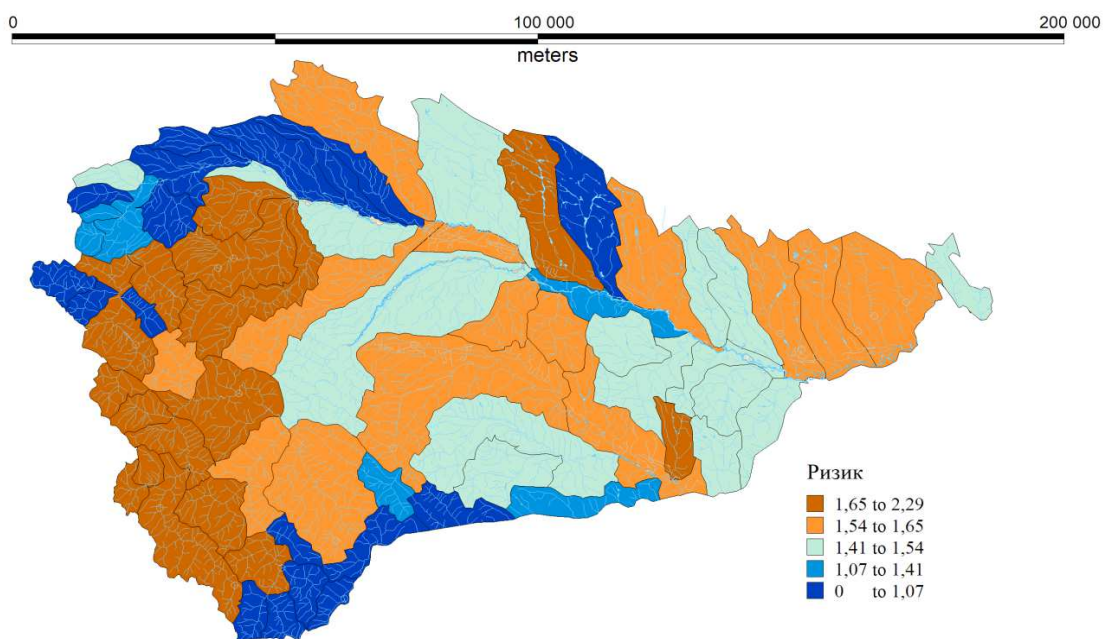 0 100 000 200 000
meters
Ризик
1,65 to 2,29
1,54 to 1,65
1,41 to 1,54
1,07 to 1,41
0 to 1,07